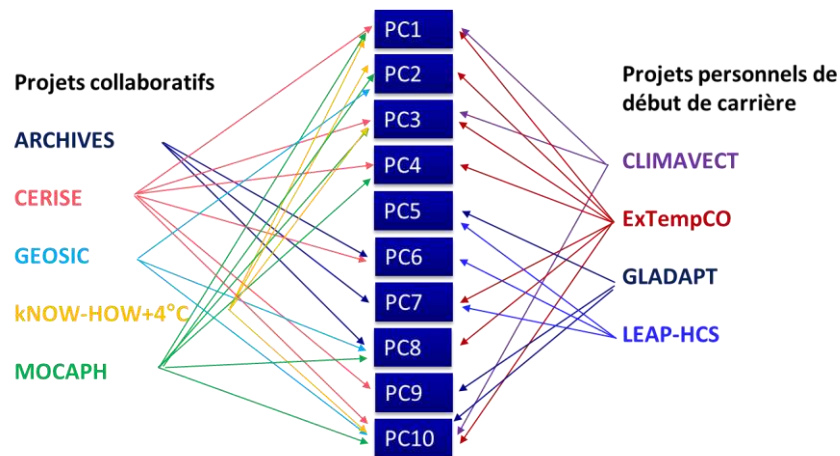 Projets collaboratifs
ARCHIVES
CERISE
GEOSIC
kNOW-HOW+4°C
MOCAPH
PC1
PC2
PC3
PC4
PC5
PC6
PC7
PC8
PC9
PC10
Projets personnels de
début de carrière
CLIMAVECT
ExTempCO
GLADAPT
LEAP-HCS